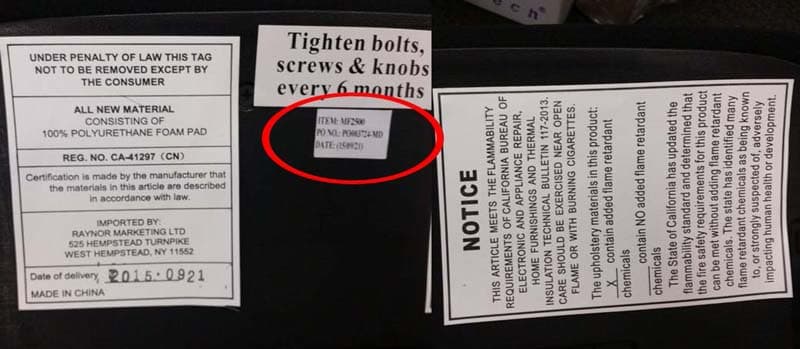 UNDER PENALTY OF LAW THIS TAG
NOT TO BE REMOVED EXCEPT BY
THE CONSUMER
ALL NEW MATERIAL
CONSISTING OF
100% POLYURETHANE FOAM PAD
REG. NO. CA-41297 (CN)
Certification is made by the manufacturer that
the materials in this article are described
in accordance with law.
IMPORTED BY:
RAYNOR MARKETING LTD
525 HEMPSTEAD TURNPIKE
WEST HEMPSTEAD, NY 11552
Date of delivery 2015.0921
MADE IN CHINA
Tighten bolts,
screws & knobs
every 6 months
ITEM: MF2500
PO NO.: PO003724-MD
DATE: (150921)
ech®
NOTICE
THIS ARTICLE MEETS THE FLAMMABILITY
REQUIREMENTS OF CALIFORNIA BUREAU OF
ELECTRONIC AND APPLIANCE REPAIR,
HOME FURNISHINGS AND THERMAL
INSULATION TECHNICAL BULLETIN 117-2013.
CARE SHOULD BE EXERCISED NEAR OPEN
FLAME OR WITH BURNING CIGARETTES.
The upholstery materials in this product:
X contain added flame retardant
chemicals
contain NO added flame retardant
chemicals
The State of California has updated the
flammability standard and determined that
the fire safety requirements for this product
can be met without adding flame retardant
chemicals. The state has identified many
flame retardant chemicals as being known
to, or strongly suspected of, adversely
impacting human health or development.